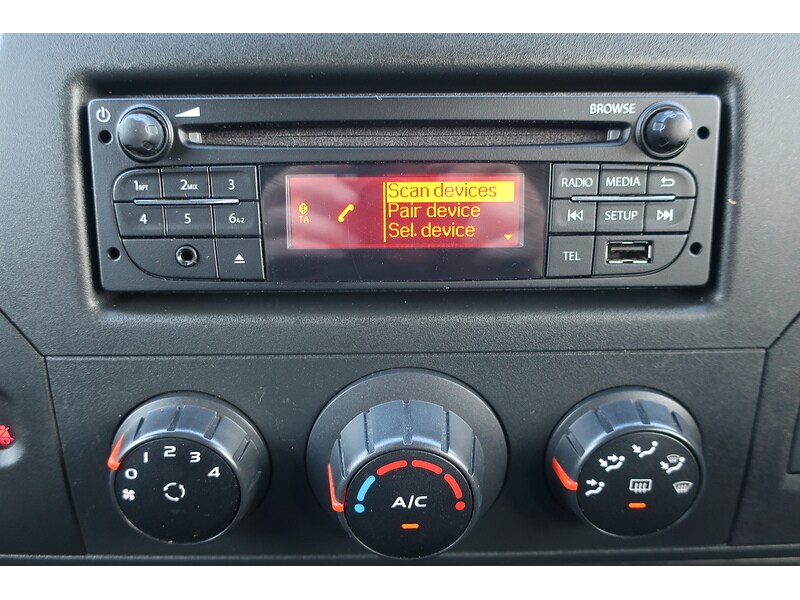 BROWSE
1RPT 2MIX 3
4 5 6A-Z
Scan devices
Pair device
Sel. device
TA
RADIO MEDIA
SETUP
TEL
0 1 2 3 4
A/C